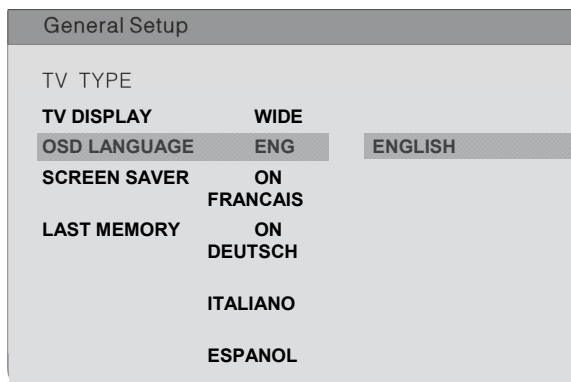 General Setup
TV TYPE
TV DISPLAY WIDE
OSD LANGUAGE ENG ENGLISH
SCREEN SAVER ON
FRANCAIS
LAST MEMORY ON
DEUTSCH
ITALIANO
ESPANOL